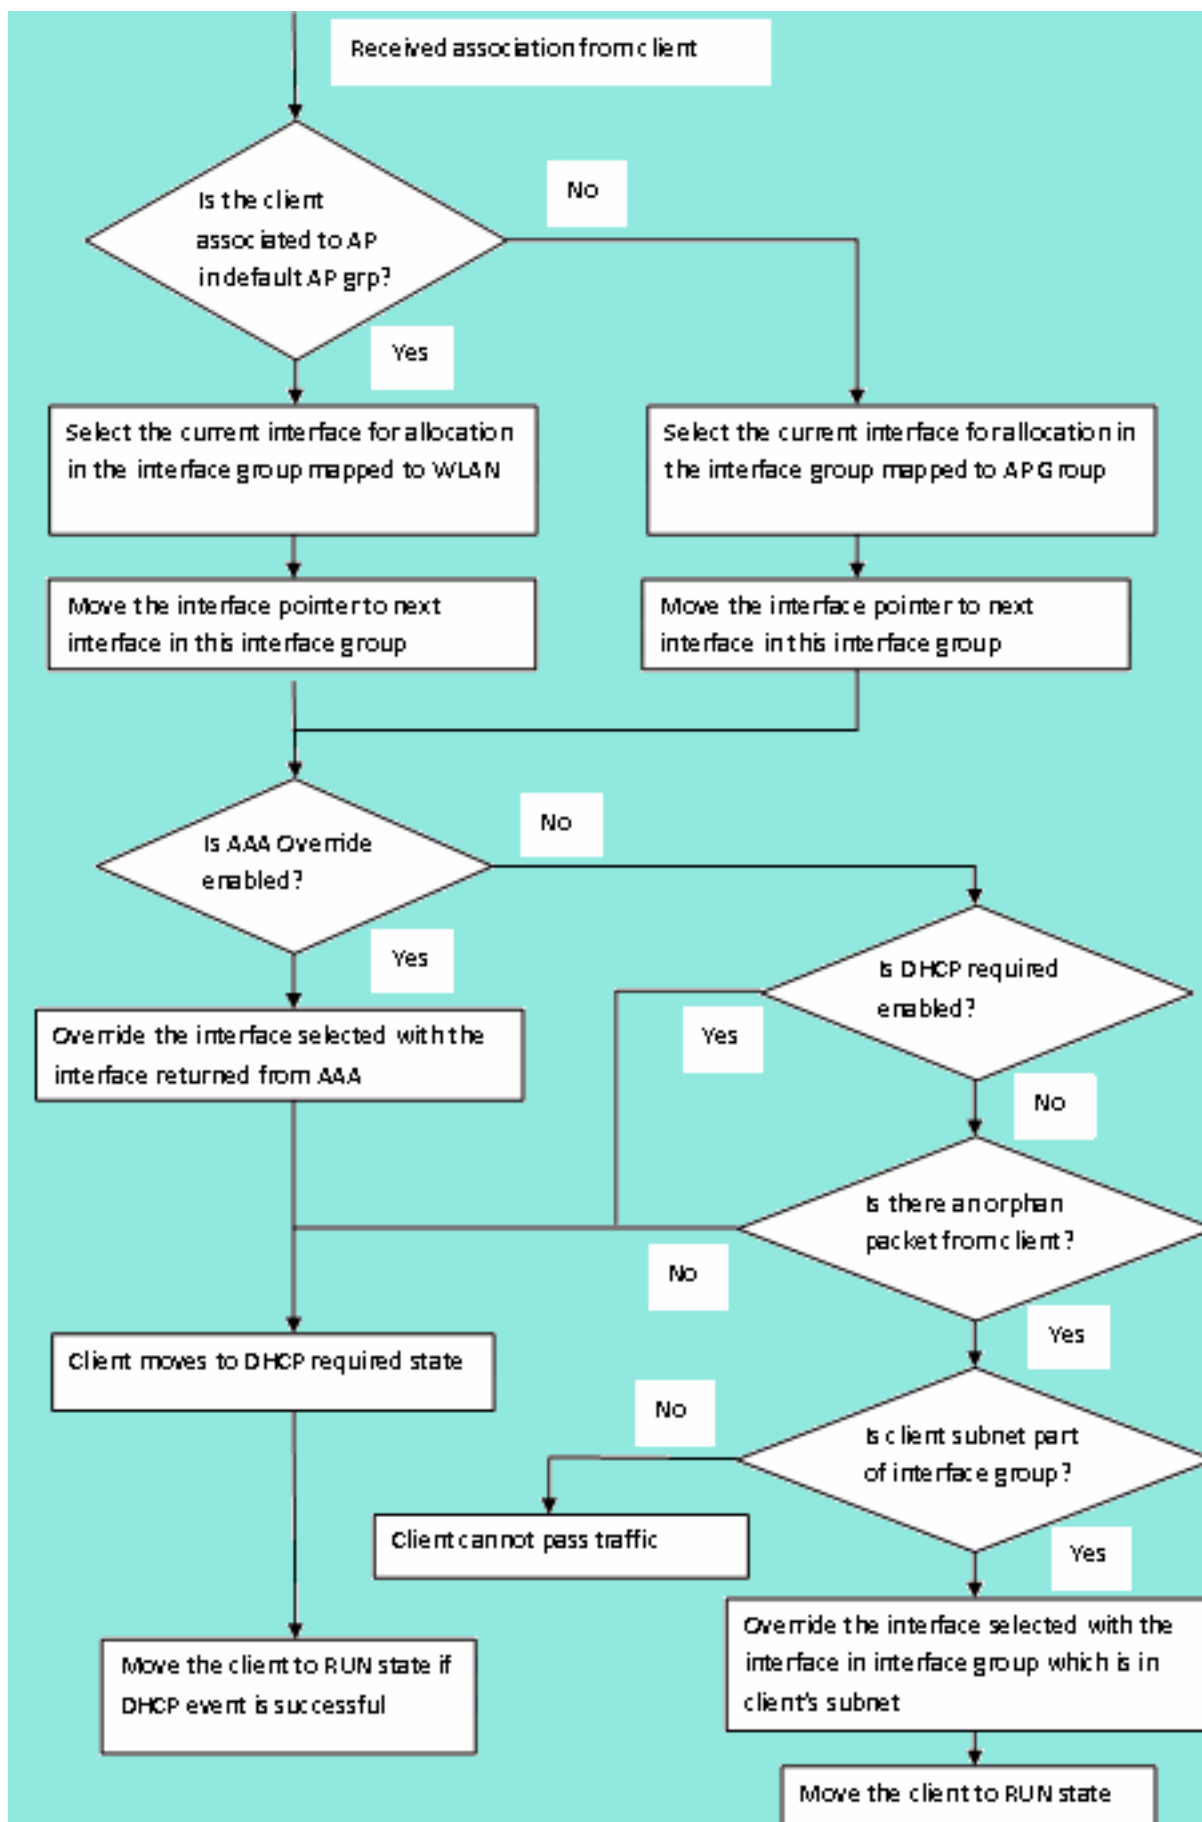 Received association from client
Is the client
associated to AP
in default AP grp?
No
Yes
Select the current interface for allocation
in the interface group mapped to WLAN
Select the current interface for allocation in
the interface group mapped to AP Group
Move the interface pointer to next
interface in this interface group
Move the interface pointer to next
interface in this interface group
Is AAA Override
enabled?
No
Yes
Is DHCP required
enabled?
Override the interface selected with the
interface returned from AAA
Yes
No
Is there an orphan
packet from client?
No
Yes
Client moves to DHCP required state
No
Is client subnet part
of interface group?
Client cannot pass traffic
Yes
Override the interface selected with the
interface in interface group which is in
client's subnet
Move the client to RUN state if
DHCP event is successful
Move the client to RUN state